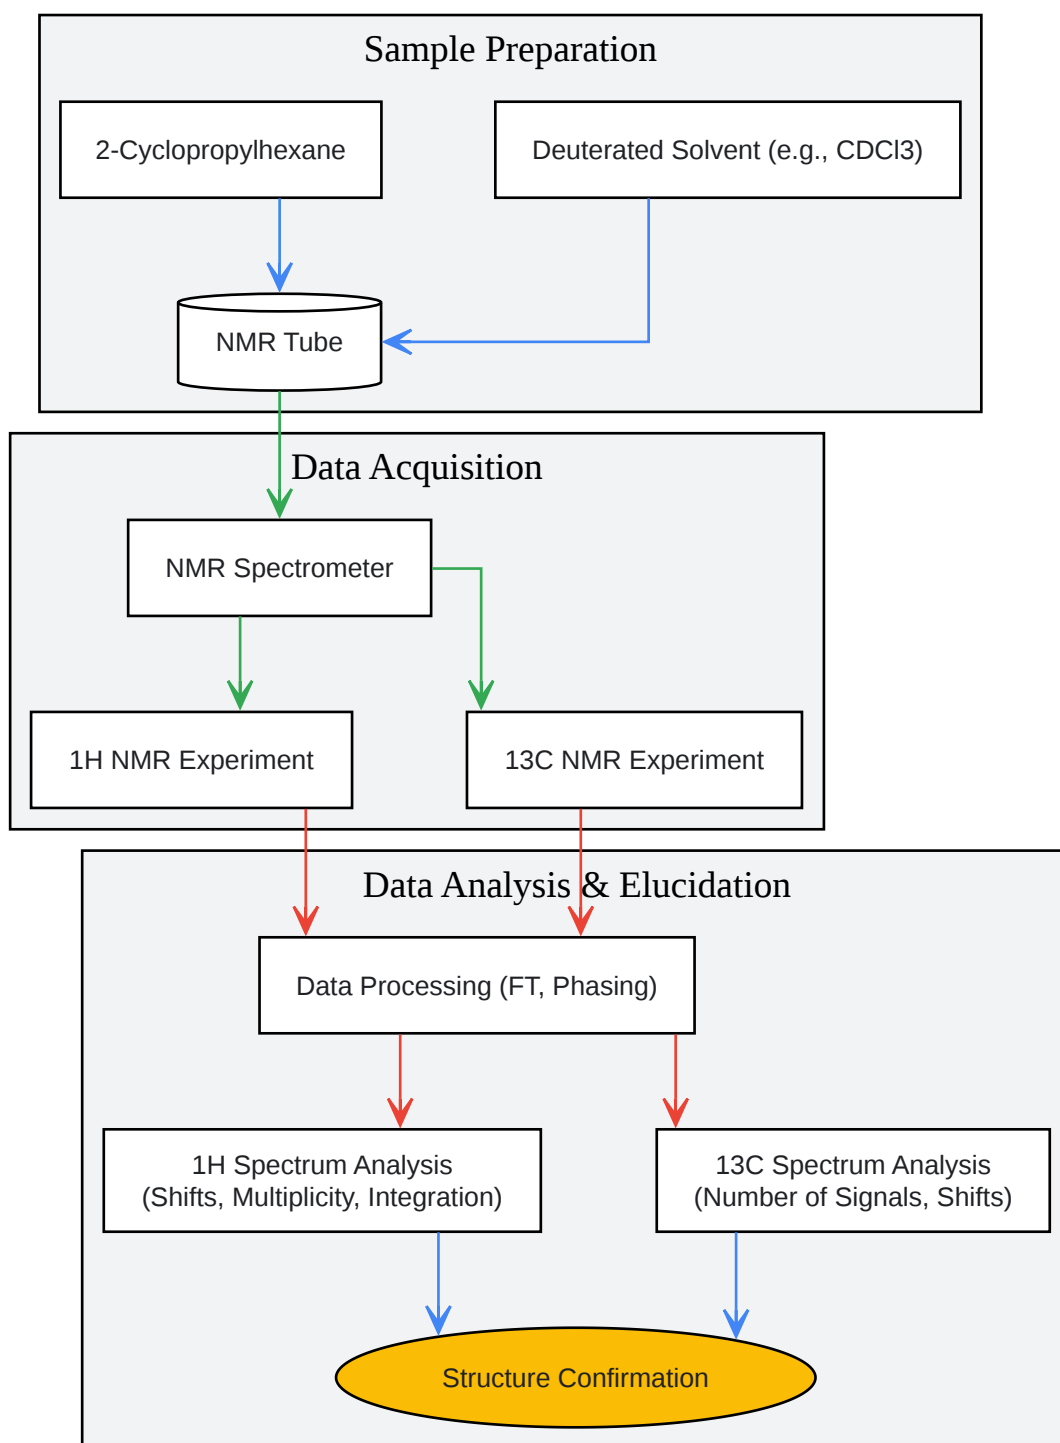 Sample Preparation
2-Cyclopropylhexane
Deuterated Solvent (e.g., CDCl3)
NMR Tube
Data Acquisition
NMR Spectrometer
1H NMR Experiment
13C NMR Experiment
Data Analysis & Elucidation
Data Processing (FT, Phasing)
1H Spectrum Analysis
(Shifts, Multiplicity, Integration)
13C Spectrum Analysis
(Number of Signals, Shifts)
Structure Confirmation